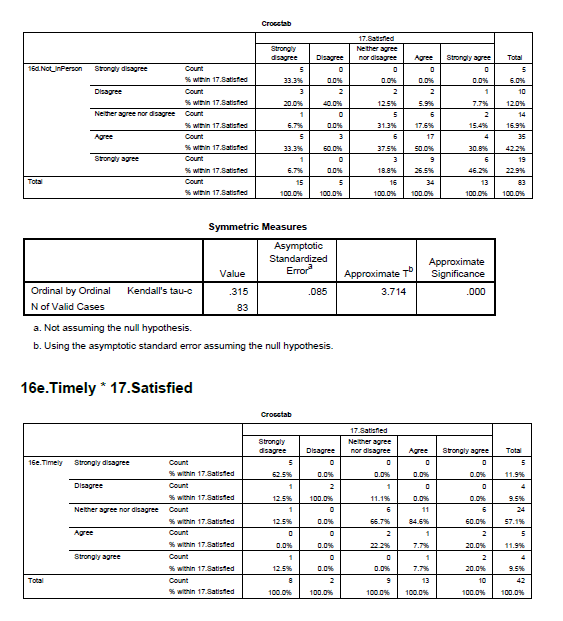 Crosstab
17.Satisfied
Strongly disagree Disagree Neither agree nor disagree Agree Strongly agree Total
16d.Not_InPerson Strongly disagree Count 5 0 0 0 0 5
% within 17.Satisfied 33.3% 0.0% 0.0% 0.0% 0.0% 6.0%
Disagree Count 3 2 2 2 1 10
% within 17.Satisfied 20.0% 40.0% 12.5% 5.9% 7.7% 12.0%
Neither agree nor disagree Count 1 0 5 6 2 14
% within 17.Satisfied 6.7% 0.0% 31.3% 17.6% 15.4% 16.9%
Agree Count 5 3 6 17 4 35
% within 17.Satisfied 33.3% 60.0% 37.5% 50.0% 30.8% 42.2%
Strongly agree Count 1 0 3 9 6 19
% within 17.Satisfied 6.7% 0.0% 18.8% 26.5% 46.2% 22.9%
Total Count 15 5 16 34 13 83
% within 17.Satisfied 100.0% 100.0% 100.0% 100.0% 100.0% 100.0%
Symmetric Measures
Value Asymptotic Standardized Error^a Approximate T^b Approximate Significance
Ordinal by Ordinal Kendall's tau-c .315 .085 3.714 .000
N of Valid Cases 83
a. Not assuming the null hypothesis.
b. Using the asymptotic standard error assuming the null hypothesis.
16e.Timely * 17.Satisfied
Crosstab
17.Satisfied
Strongly disagree Disagree Neither agree nor disagree Agree Strongly agree Total
16e.Timely Strongly disagree Count 5 0 0 0 0 5
% within 17.Satisfied 62.5% 0.0% 0.0% 0.0% 0.0% 11.9%
Disagree Count 1 2 1 0 0 4
% within 17.Satisfied 12.5% 100.0% 11.1% 0.0% 0.0% 9.5%
Neither agree nor disagree Count 1 0 6 11 6 24
% within 17.Satisfied 12.5% 0.0% 66.7% 84.6% 60.0% 57.1%
Agree Count 0 0 2 1 2 5
% within 17.Satisfied 0.0% 0.0% 22.2% 7.7% 20.0% 11.9%
Strongly agree Count 1 0 0 1 2 4
% within 17.Satisfied 12.5% 0.0% 0.0% 7.7% 20.0% 9.5%
Total Count 8 2 9 13 10 42
% within 17.Satisfied 100.0% 100.0% 100.0% 100.0% 100.0% 100.0%